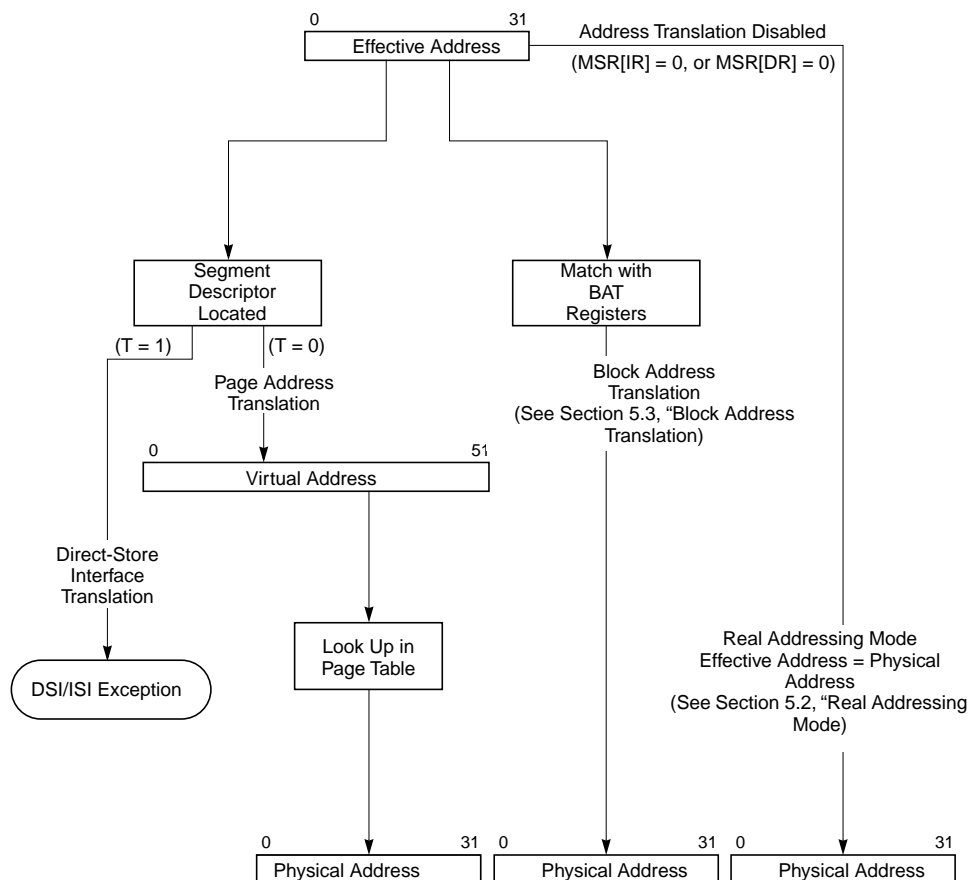 0 31
Effective Address
Address Translation Disabled
(MSR[IR] = 0, or MSR[DR] = 0)
Segment
Descriptor
Located
Match with
BAT
Registers
(T = 1)
(T = 0)
Page Address
Translation
Block Address
Translation
(See Section 5.3, “Block Address
Translation)
0 51
Virtual Address
Direct-Store
Interface
Translation
DSI/ISI Exception
Look Up in
Page Table
Real Addressing Mode
Effective Address = Physical
Address
(See Section 5.2, “Real Addressing
Mode)
0 31
Physical Address
0 31
Physical Address
0 31
Physical Address